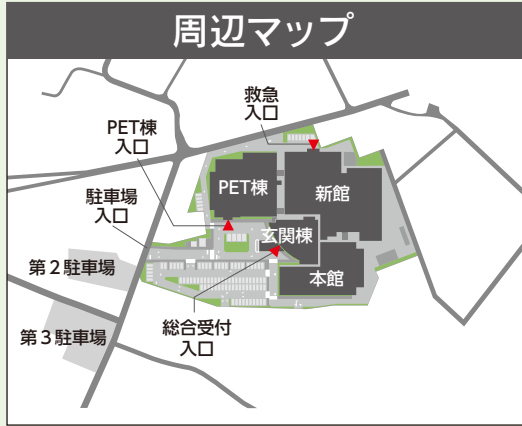 周辺マップ
救急
入口
PET棟
入口
PET棟
新館
駐車場
入口
玄関棟
第2駐車場
本館
総合受付
入口
第3駐車場